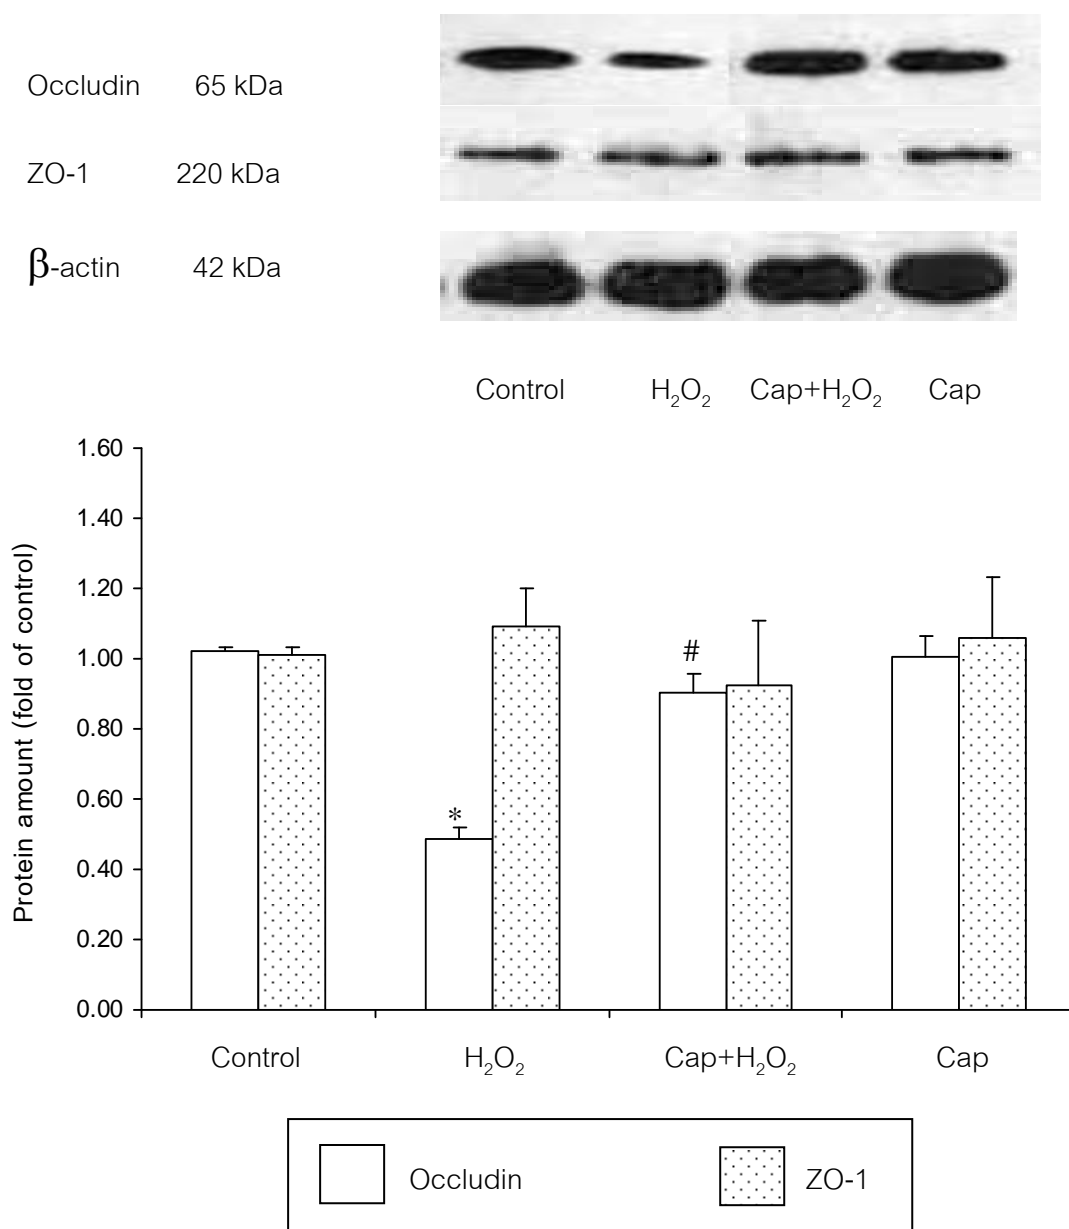 Occludin 65 kDa
ZO-1 220 kDa
β-actin 42 kDa
Control H₂O₂ Cap+H₂O₂ Cap
Protein amount (fold of control)
1.60
1.40
1.20
1.00
0.80
0.60
0.40
0.20
0.00
*
#
Control H₂O₂ Cap+H₂O₂ Cap
Occludin ZO-1